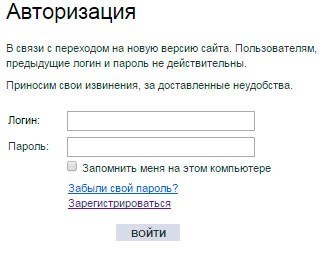 Авторизация
В связи с переходом на новую версию сайта. Пользователям,
предыдущие логин и пароль не действительны.
Приносим свои извинения, за доставленные неудобства.
Логин:
Пароль:
Запомнить меня на этом компьютере
Забыли свой пароль?
Зарегистрироваться
ВОЙТИ